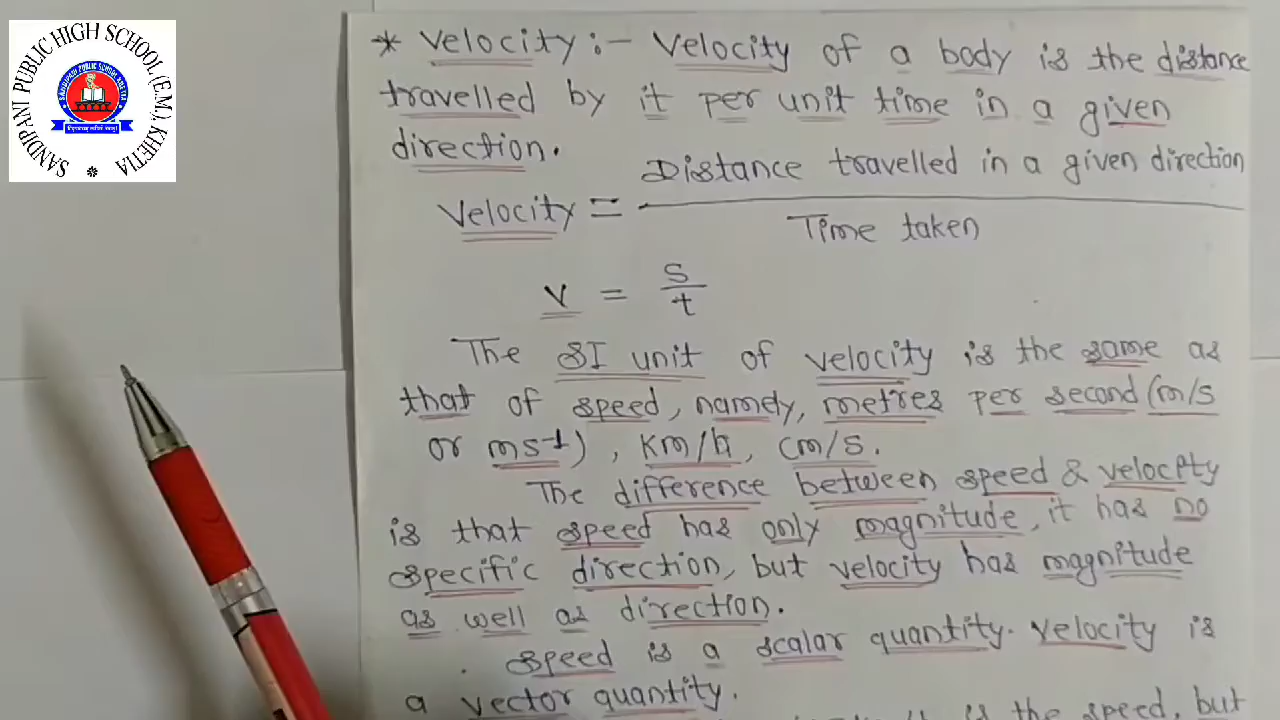 SANDIPANI PUBLIC HIGH SCHOOL (E.M.) KHETIA
* Velocity :- Velocity of a body is the distance
travelled by it per unit time in a given
direction.
Distance travelled in a given direction
Velocity =
Time taken
v = s/t
The SI unit of velocity is the same as
that of speed, namely, metres per second (m/s
or ms-1) , Km/h, cm/s.
The difference between speed & velocity
is that speed has only magnitude, it has no
specific direction, but velocity has magnitude
as well as direction.
. Speed is a scalar quantity. Velocity is
a vector quantity.
is the speed, but